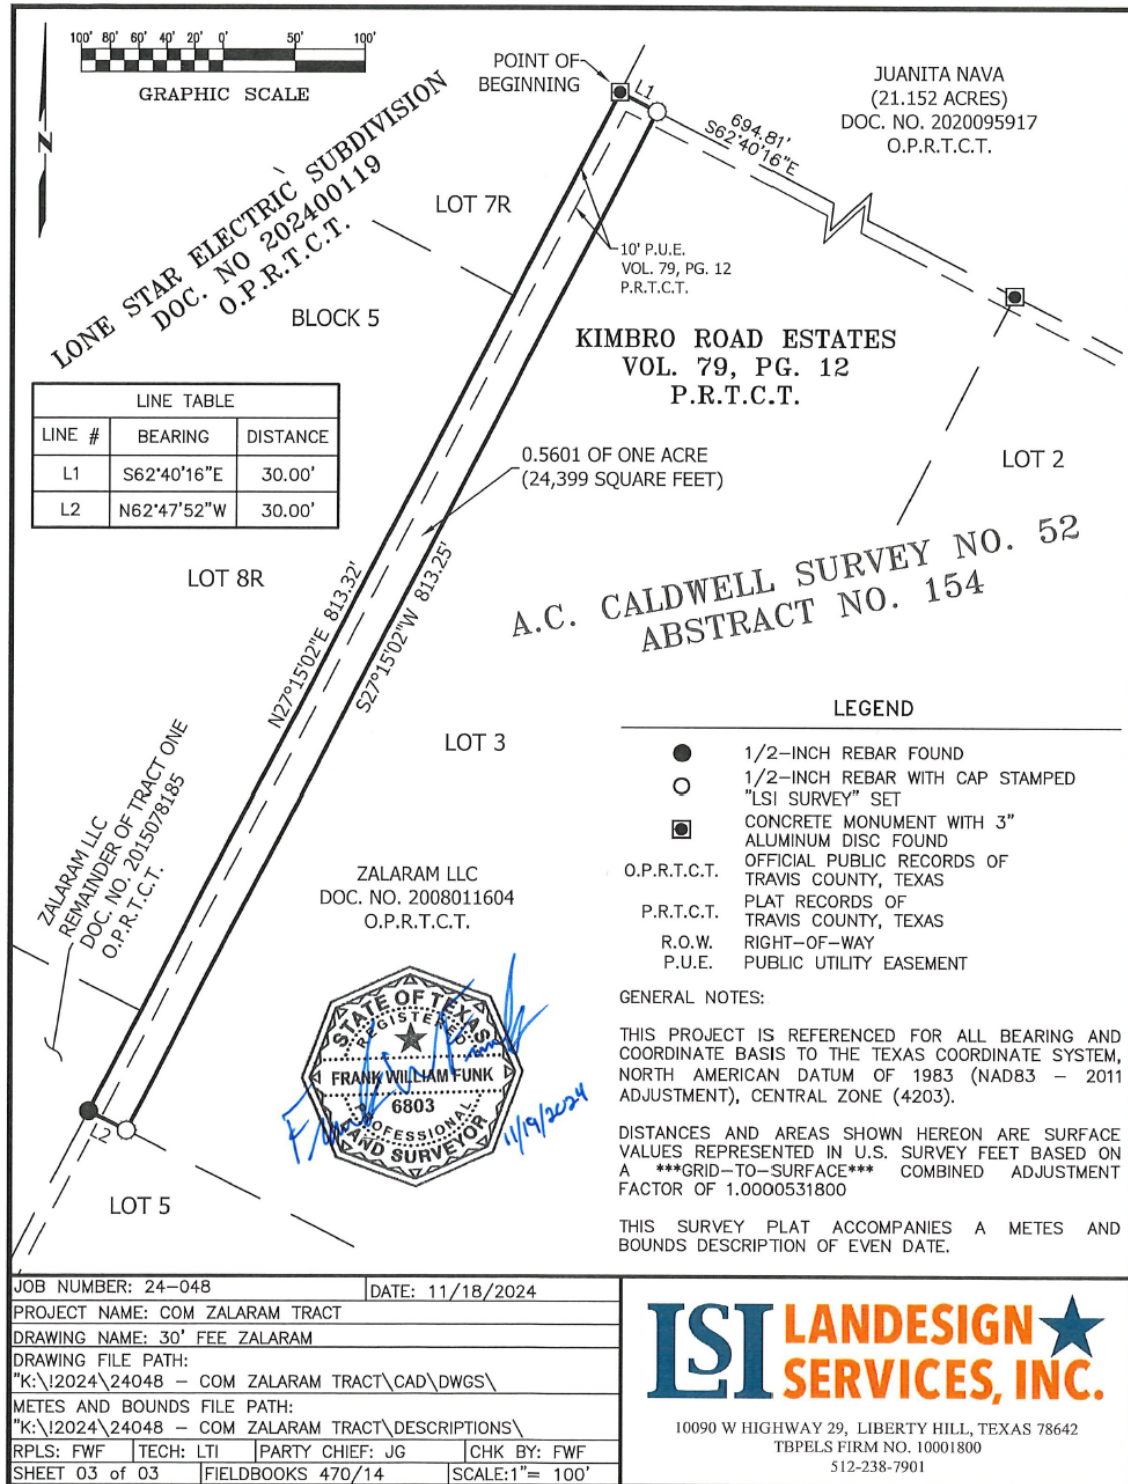 100' 80' 60' 40' 20' 0' 50' 100'
GRAPHIC SCALE
N
POINT OF
BEGINNING
L1
694.81'
S62°40'16"E
JUANITA NAVA
(21.152 ACRES)
DOC. NO. 2020095917
O.P.R.T.C.T.
LONE STAR ELECTRIC SUBDIVISION
DOC. NO 202400119
O.P.R.T.C.T.
LOT 7R
BLOCK 5
10' P.U.E.
VOL. 79, PG. 12
P.R.T.C.T.
KIMBRO ROAD ESTATES
VOL. 79, PG. 12
P.R.T.C.T.
LINE TABLE
LINE # BEARING DISTANCE
L1 S62°40'16"E 30.00'
L2 N62°47'52"W 30.00'
0.5601 OF ONE ACRE
(24,399 SQUARE FEET)
LOT 2
LOT 8R
A.C. CALDWELL SURVEY NO. 52
ABSTRACT NO. 154
N27°15'02"E 813.32'
S27°15'02"W 813.25'
LOT 3
ZALARAM LLC
REMAINDER OF TRACT ONE
DOC. NO. 2015078185
O.P.R.T.C.T.
ZALARAM LLC
DOC. NO. 2008011604
O.P.R.T.C.T.
LEGEND
1/2-INCH REBAR FOUND
1/2-INCH REBAR WITH CAP STAMPED
"LSI SURVEY" SET
CONCRETE MONUMENT WITH 3"
ALUMINUM DISC FOUND
O.P.R.T.C.T. OFFICIAL PUBLIC RECORDS OF
TRAVIS COUNTY, TEXAS
P.R.T.C.T. PLAT RECORDS OF
TRAVIS COUNTY, TEXAS
R.O.W. RIGHT-OF-WAY
P.U.E. PUBLIC UTILITY EASEMENT
STATE OF TEXAS
REGISTERED
FRANK WILLIAM FUNK
6803
PROFESSIONAL
LAND SURVEYOR
11/19/2024
L2
LOT 5
GENERAL NOTES:
THIS PROJECT IS REFERENCED FOR ALL BEARING AND
COORDINATE BASIS TO THE TEXAS COORDINATE SYSTEM,
NORTH AMERICAN DATUM OF 1983 (NAD83 - 2011
ADJUSTMENT), CENTRAL ZONE (4203).
DISTANCES AND AREAS SHOWN HEREON ARE SURFACE
VALUES REPRESENTED IN U.S. SURVEY FEET BASED ON
A ***GRID-TO-SURFACE*** COMBINED ADJUSTMENT
FACTOR OF 1.0000531800
THIS SURVEY PLAT ACCOMPANIES A METES AND
BOUNDS DESCRIPTION OF EVEN DATE.
JOB NUMBER: 24-048 DATE: 11/18/2024
PROJECT NAME: COM ZALARAM TRACT
DRAWING NAME: 30' FEE ZALARAM
DRAWING FILE PATH:
"K:\!2024\24048 - COM ZALARAM TRACT\CAD\DWGS\
METES AND BOUNDS FILE PATH:
"K:\!2024\24048 - COM ZALARAM TRACT\DESCRIPTIONS\
RPLS: FWF TECH: LTI PARTY CHIEF: JG CHK BY: FWF
SHEET 03 of 03 FIELDBOOKS 470/14 SCALE:1"= 100'
LSI LANDESIGN
SERVICES, INC.
10090 W HIGHWAY 29, LIBERTY HILL, TEXAS 78642
TBPELS FIRM NO. 10001800
512-238-7901